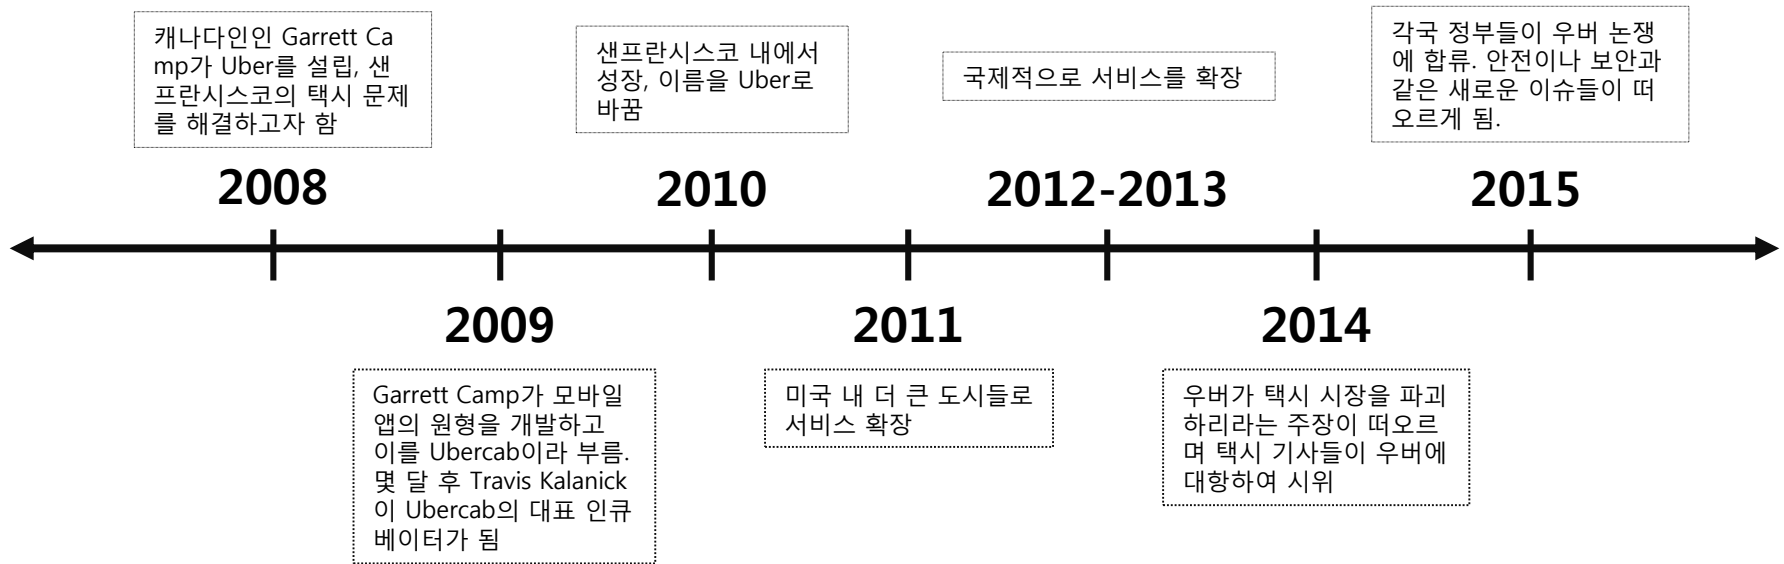 캐나다인인 Garrett Ca
mp가 Uber를 설립, 샌
프란시스코의 택시 문제
를 해결하고자 함
2008
샌프란시스코 내에서
성장, 이름을 Uber로
바꿈
2010
국제적으로 서비스를 확장
2012-2013
각국 정부들이 우버 논쟁
에 합류. 안전이나 보안과
같은 새로운 이슈들이 떠
오르게 됨.
2015
2009
Garrett Camp가 모바일
앱의 원형을 개발하고
이를 Ubercab이라 부름.
몇 달 후 Travis Kalanick
이 Ubercab의 대표 인큐
베이터가 됨
2011
미국 내 더 큰 도시들로
서비스 확장
2014
우버가 택시 시장을 파괴
하리라는 주장이 떠오르
며 택시 기사들이 우버에
대항하여 시위